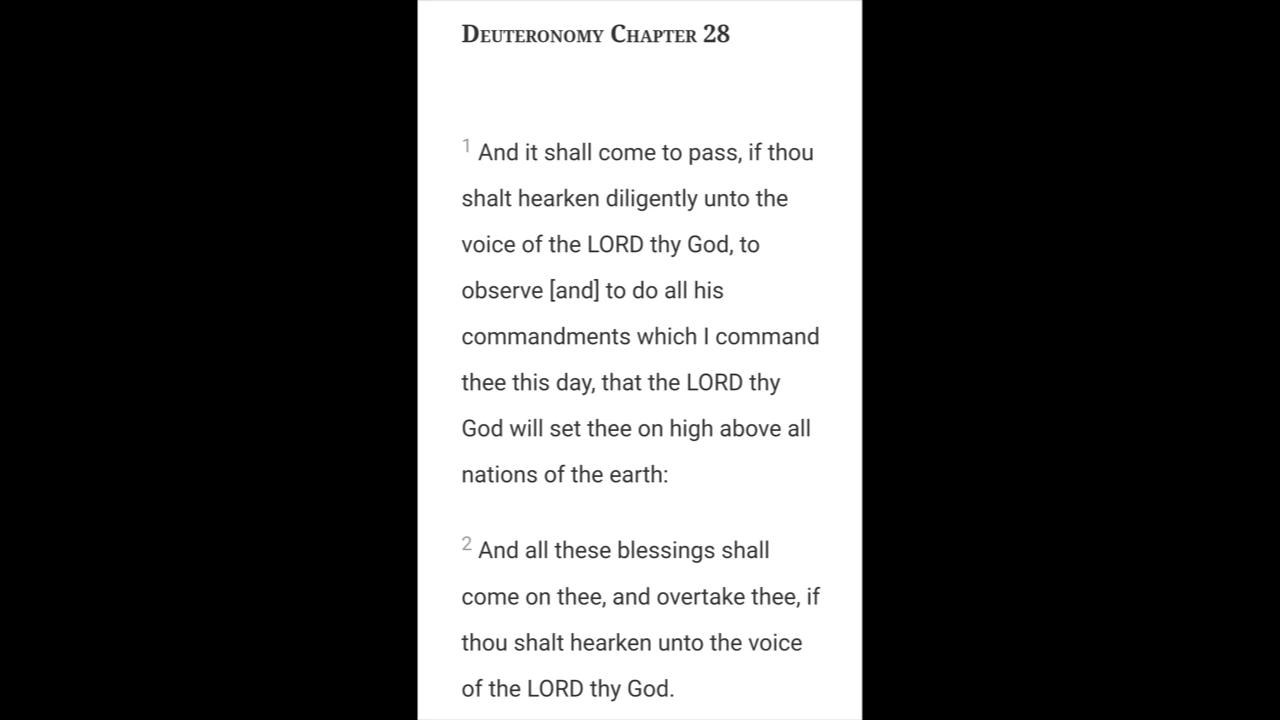 Deuteronomy Chapter 28
1 And it shall come to pass, if thou
shalt hearken diligently unto the
voice of the LORD thy God, to
observe [and] to do all his
commandments which I command
thee this day, that the LORD thy
God will set thee on high above all
nations of the earth:
2 And all these blessings shall
come on thee, and overtake thee, if
thou shalt hearken unto the voice
of the LORD thy God.